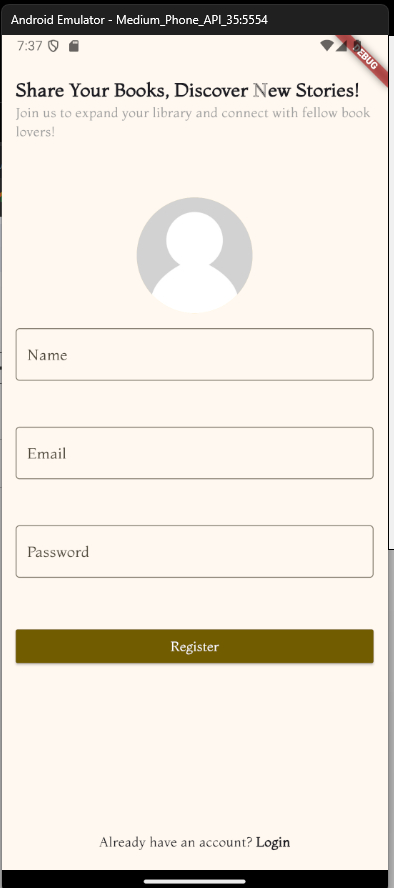 Android Emulator - Medium_Phone_API_35:5554
7:37
DEBUG
Share Your Books, Discover New Stories!
Join us to expand your library and connect with fellow book
lovers!
Name
Email
Password
Register
Already have an account? Login